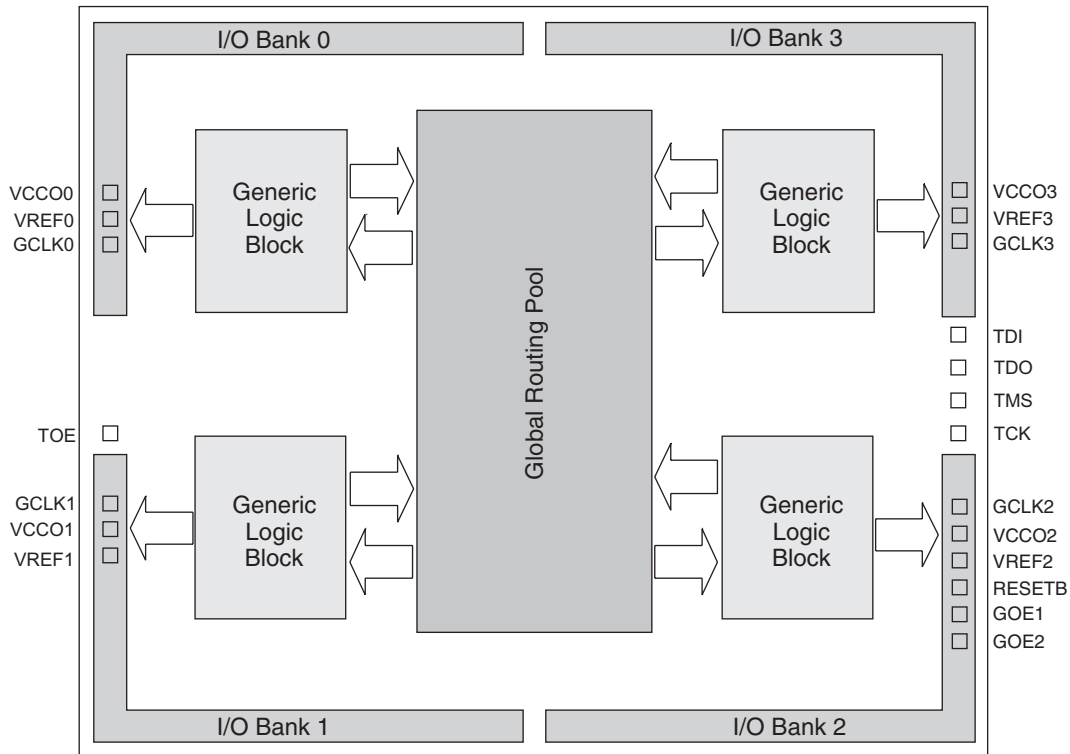 I/O Bank 0
I/O Bank 3
VCCO0
VREF0
GCLK0
Generic
Logic
Block
Global Routing Pool
Generic
Logic
Block
VCCO3
VREF3
GCLK3
TDI
TDO
TMS
TCK
TOE
GCLK1
VCCO1
VREF1
Generic
Logic
Block
Generic
Logic
Block
GCLK2
VCCO2
VREF2
RESETB
GOE1
GOE2
I/O Bank 1
I/O Bank 2